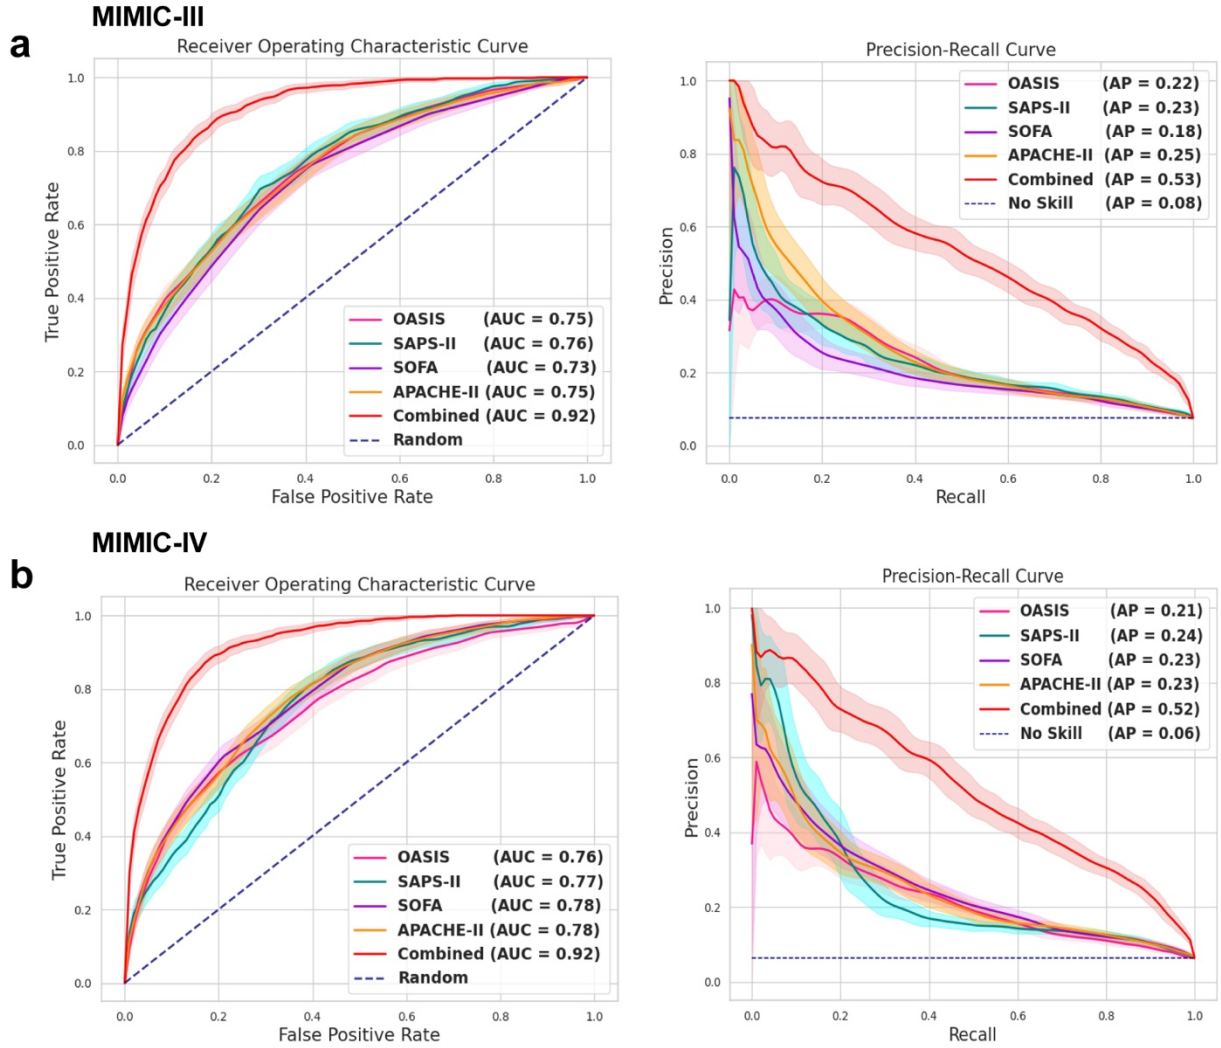 MIMIC-III
a
Receiver Operating Characteristic Curve
True Positive Rate
1.0
0.8
0.6
0.4
0.2
0.0
OASIS (AUC = 0.75)
SAPS-II (AUC = 0.76)
SOFA (AUC = 0.73)
APACHE-II (AUC = 0.75)
Combined (AUC = 0.92)
Random
0.0 0.2 0.4 0.6 0.8 1.0
False Positive Rate
Precision-Recall Curve
Precision
1.0
0.8
0.6
0.4
0.2
0.0
OASIS (AP = 0.22)
SAPS-II (AP = 0.23)
SOFA (AP = 0.18)
APACHE-II (AP = 0.25)
Combined (AP = 0.53)
No Skill (AP = 0.08)
0.0 0.2 0.4 0.6 0.8 1.0
Recall
MIMIC-IV
b
Receiver Operating Characteristic Curve
True Positive Rate
1.0
0.8
0.6
0.4
0.2
0.0
OASIS (AUC = 0.76)
SAPS-II (AUC = 0.77)
SOFA (AUC = 0.78)
APACHE-II (AUC = 0.78)
Combined (AUC = 0.92)
Random
0.0 0.2 0.4 0.6 0.8 1.0
False Positive Rate
Precision-Recall Curve
Precision
1.0
0.8
0.6
0.4
0.2
0.0
OASIS (AP = 0.21)
SAPS-II (AP = 0.24)
SOFA (AP = 0.23)
APACHE-II (AP = 0.23)
Combined (AP = 0.52)
No Skill (AP = 0.06)
0.0 0.2 0.4 0.6 0.8 1.0
Recall